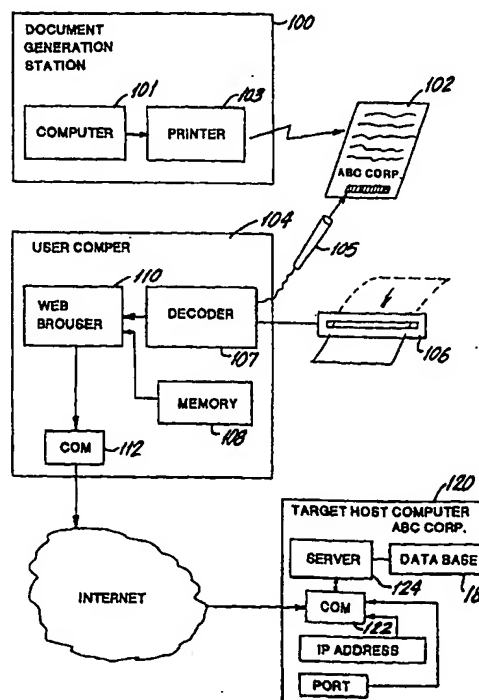 100
DOCUMENT
GENERATION
STATION
101
103
COMPUTER
PRINTER
102
ABC CORP.
104
USER COMPER
105
110
WEB
BROUSER
DECODER
107
106
MEMORY
108
COM
112
120
TARGET HOST COMPUTER
ABC CORP.
SERVER
DATA BASE
124
INTERNET
COM
122
IP ADDRESS
PORT